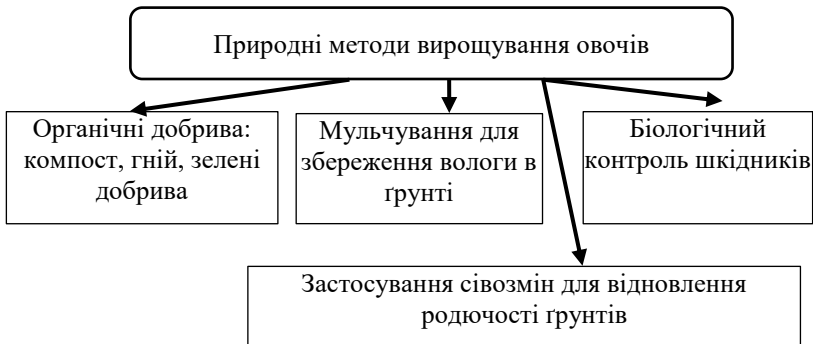 Природні методи вирощування овочів
Органічні добрива:
компост, гній, зелені
добрива
Мульчування для
збереження вологи в
ґрунті
Біологічний
контроль шкідників
Застосування сівозмін для відновлення
родючості ґрунтів